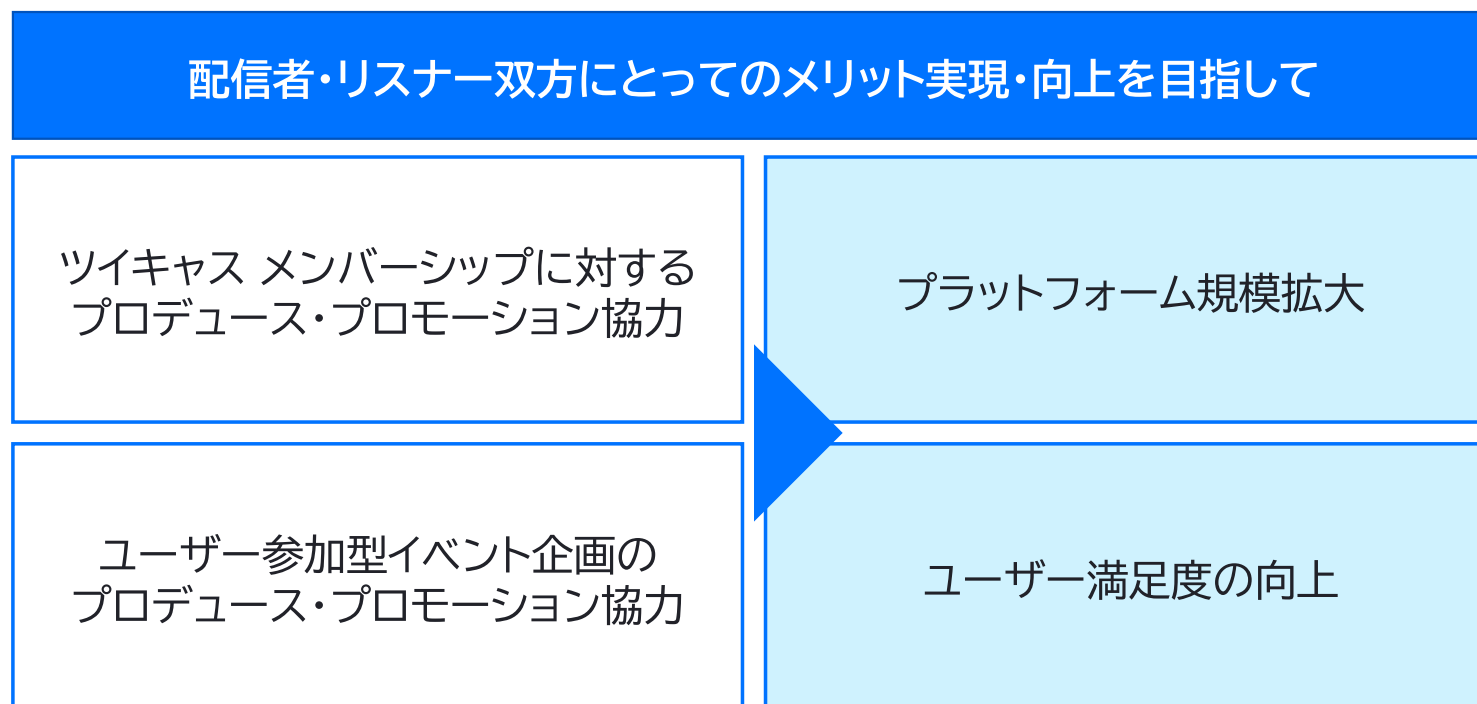 配信者・リスナー双方にとってのメリット実現・向上を目指して
ツイキャス メンバーシップに対する
プロデュース・プロモーション協力
プラットフォーム規模拡大
ユーザー参加型イベント企画の
プロデュース・プロモーション協力
ユーザー満足度の向上